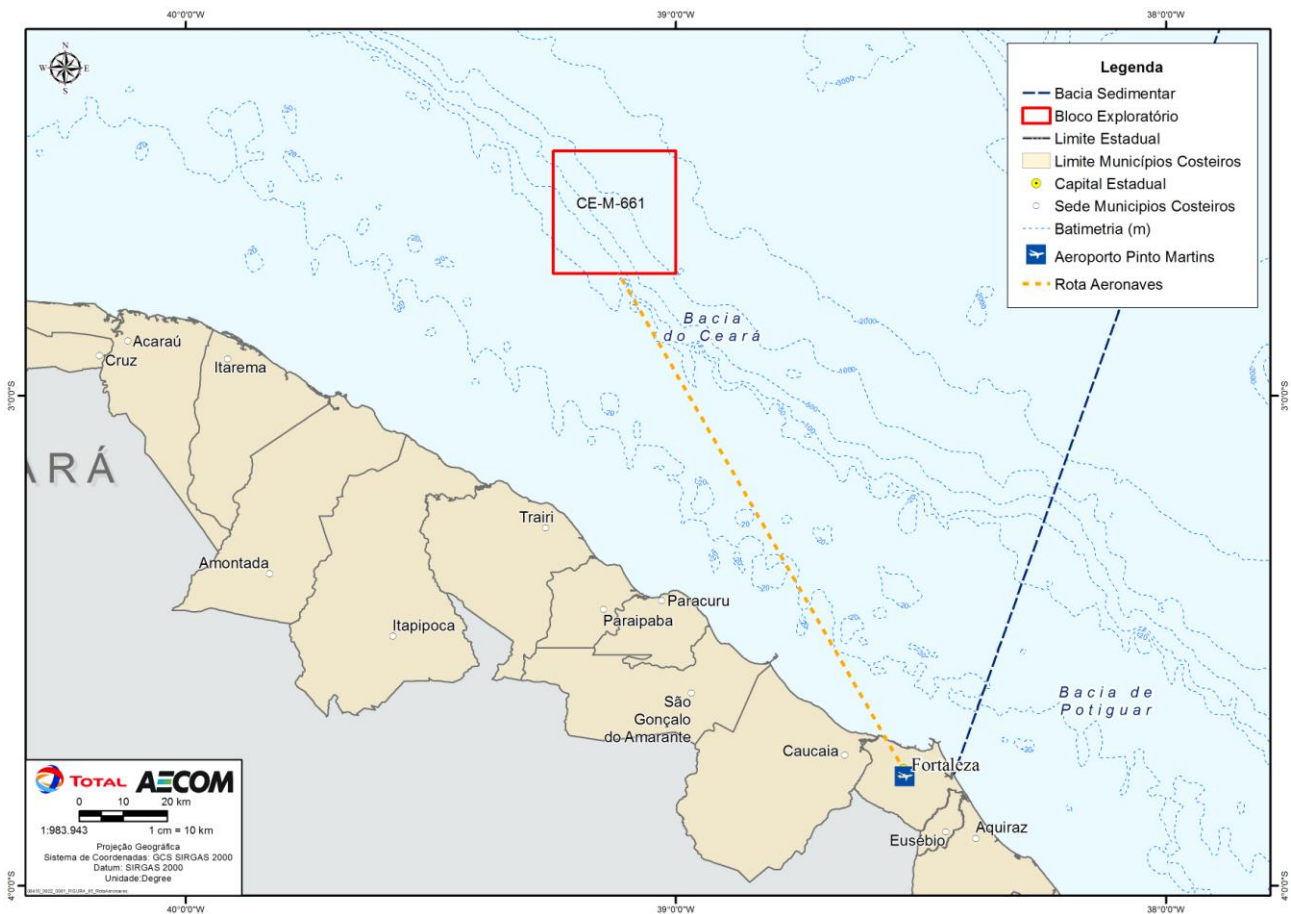 40°0'0"W
39°0'0"W
38°0'0"W
N
W
E
S
Legenda
Bacia Sedimentar
Bloco Exploratório
Limite Estadual
Limite Municípios Costeiros
Capital Estadual
Sede Municipios Costeiros
Batimetria (m)
Aeroporto Pinto Martins
Rota Aeronaves
CE-M-661
Bacia
do Ceará
3°0'0"S
3°0'0"S
Acaraú
Cruz
Itarema
ARÁ
Trairi
Amontada
Paracuru
Paraipaba
Itapipoca
São
Gonçalo
do Amarante
Bacia de
Potiguar
Caucaia
Fortaleza
Eusébio
Aquiraz
TOTAL AECOM
0 10 20 km
1:983.943 1 cm = 10 km
Projeção Geográfica
Sistema de Coordenadas: GCS SIRGAS 2000
Datum: SIRGAS 2000
Unidade:Degree
4°0'0"S
4°0'0"S
40°0'0"W
39°0'0"W
38°0'0"W